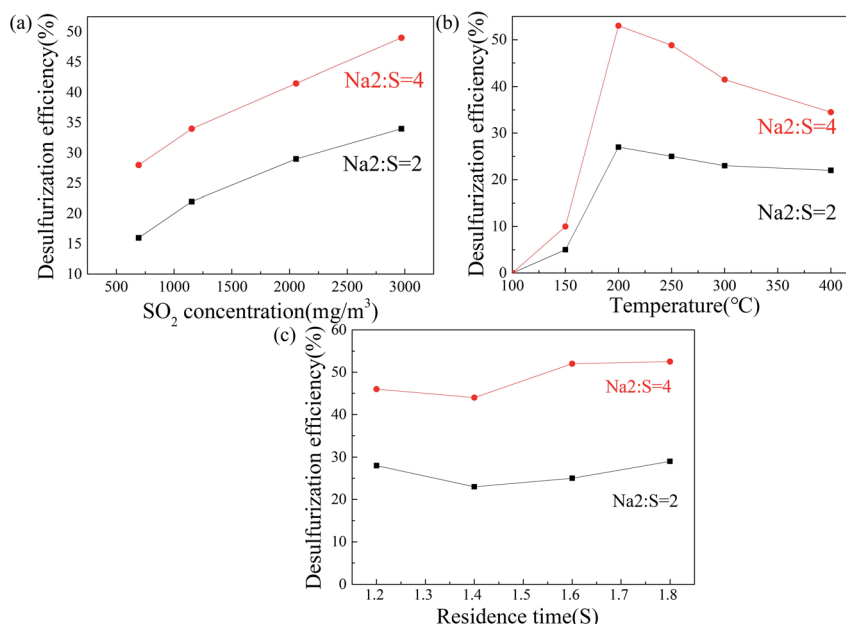 (a)
Desulfurization efficiency(%)
50
45
40
35
30
25
20
15
10
Na2:S=4
Na2:S=2
500 1000 1500 2000 2500 3000
SO₂ concentration(mg/m³)
(b)
Desulfurization efficiency(%)
50
40
30
20
10
0
Na2:S=4
Na2:S=2
100 150 200 250 300 350 400
Temperature(°C)
(c)
Desulfurization efficiency(%)
60
50
40
30
20
10
0
Na2:S=4
Na2:S=2
1.2 1.3 1.4 1.5 1.6 1.7 1.8
Residence time(S)